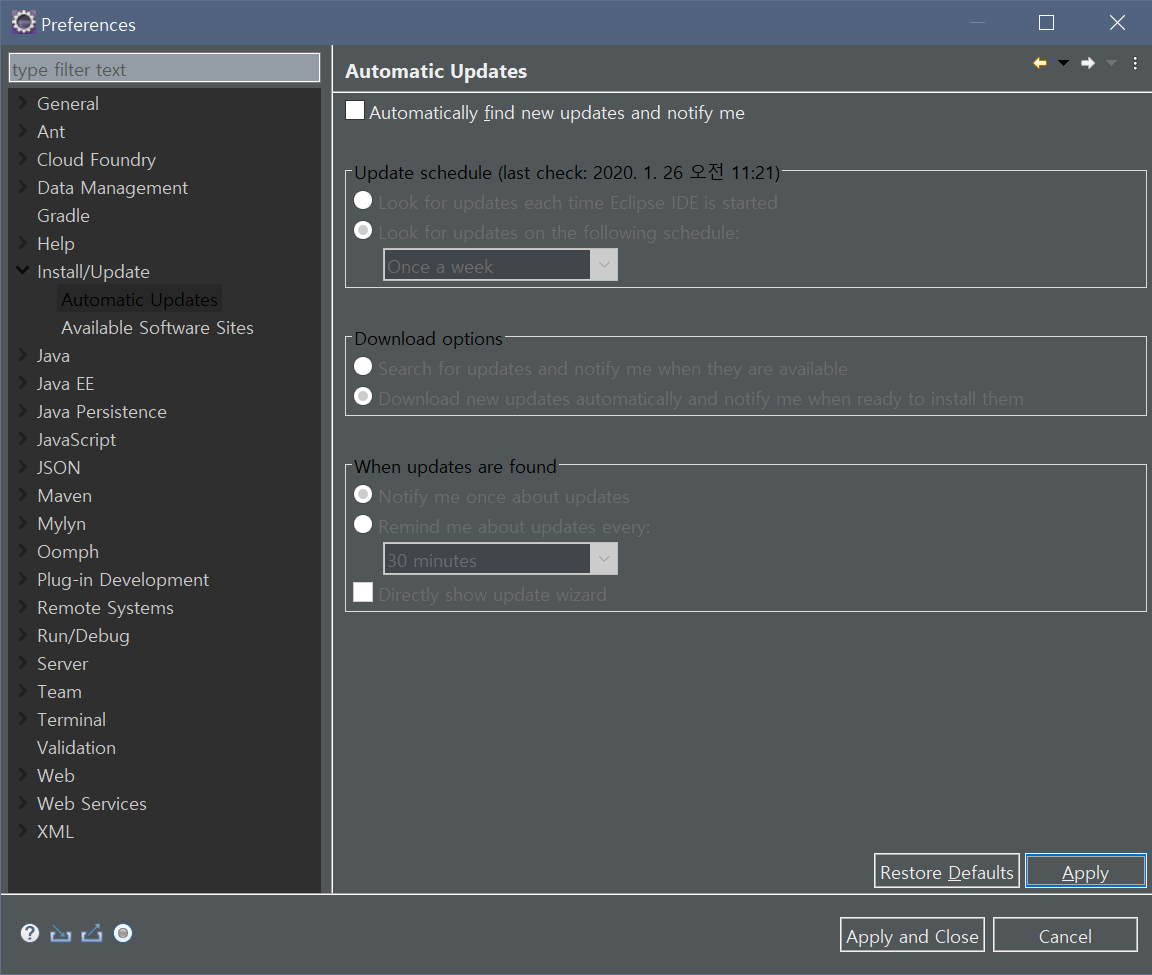 Preferences
type filter text
General
Ant
Cloud Foundry
Data Management
Gradle
Help
Install/Update
Automatic Updates
Available Software Sites
Java
Java EE
Java Persistence
JavaScript
JSON
Maven
Mylyn
Oomph
Plug-in Development
Remote Systems
Run/Debug
Server
Team
Terminal
Validation
Web
Web Services
XML
Automatic Updates
Automatically find new updates and notify me
Update schedule (last check: 2020. 1. 26 오전 11:21)
Look for updates each time Eclipse IDE is started
Look for updates on the following schedule:
Once a week
Download options
Search for updates and notify me when they are available
Download new updates automatically and notify me when ready to install them
When updates are found
Notify me once about updates
Remind me about updates every:
30 minutes
Directly show update wizard
Restore Defaults
Apply
Apply and Close
Cancel